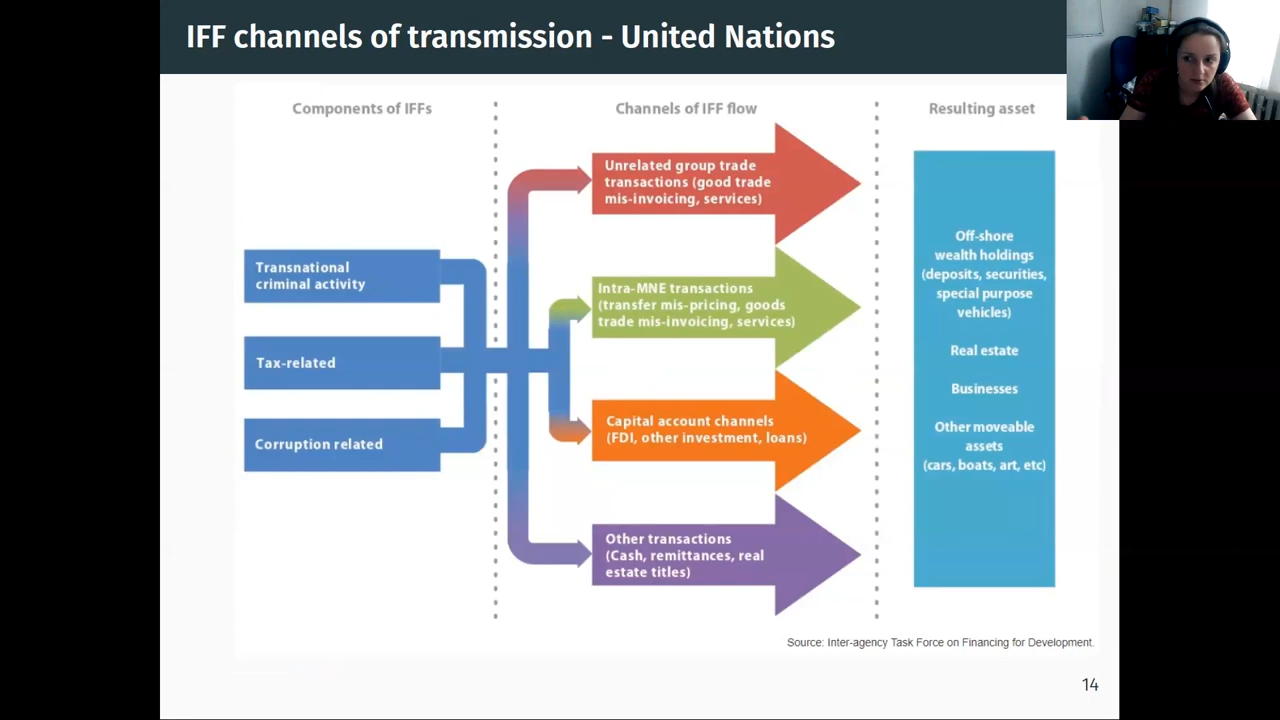 IFF channels of transmission - United Nations
Components of IFFs
Channels of IFF flow
Resulting asset
Transnational
criminal activity
Tax-related
Corruption related
Unrelated group trade
transactions (good trade
mis-invoicing, services)
Intra-MNE transactions
(transfer mis-pricing, goods
trade mis-invoicing, services)
Capital account channels
(FDI, other investment, loans)
Other transactions
(Cash, remittances, real
estate titles)
Off-shore
wealth holdings
(deposits, securities,
special purpose
vehicles)
Real estate
Businesses
Other moveable
assets
(cars, boats, art, etc)
Source: Inter-agency Task Force on Financing for Development.
14